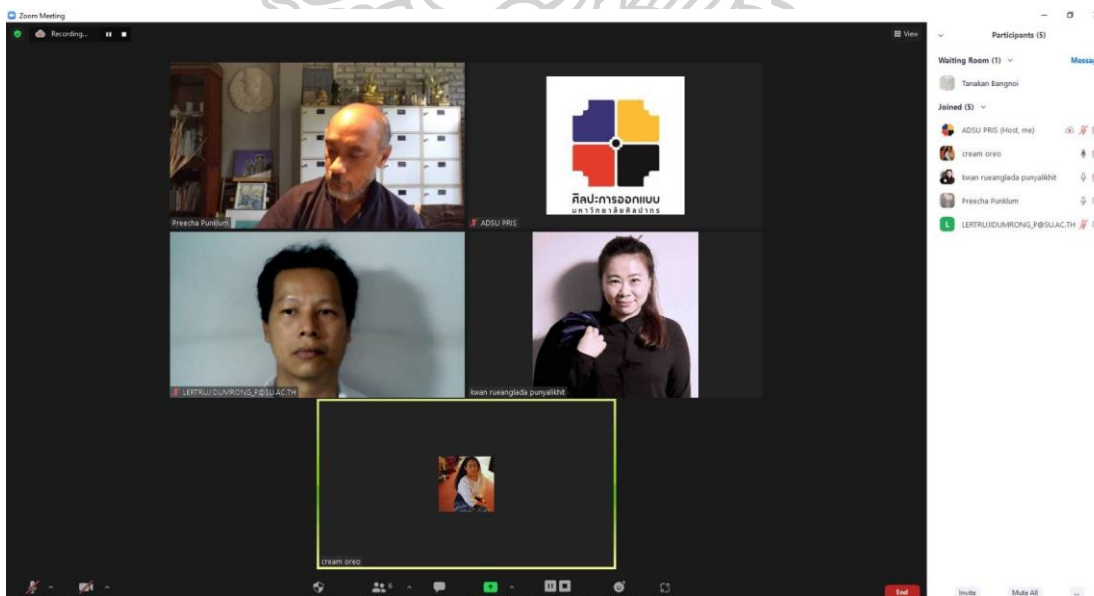 Zoom Meeting
Recording...
View
Participants (5)
Waiting Room (1)
Tanakan Bangnoi
Joined (5)
ADSU PRIS (Host, me)
cream oreo
kwan rueanglada punyalikhit
Preecha Punklum
L LERTRUJIDUMRONG_P@SU.AC.TH
Preecha Punklum
ศิลปะการออกแบบ
มหาวิทยาลัยศิลปากร
ADSU PRIS
LERTRUJIDUMRONG_P@SU.AC.TH
kwan rueanglada punyalikhit
cream oreo
6
End
Invite
Mute All
...